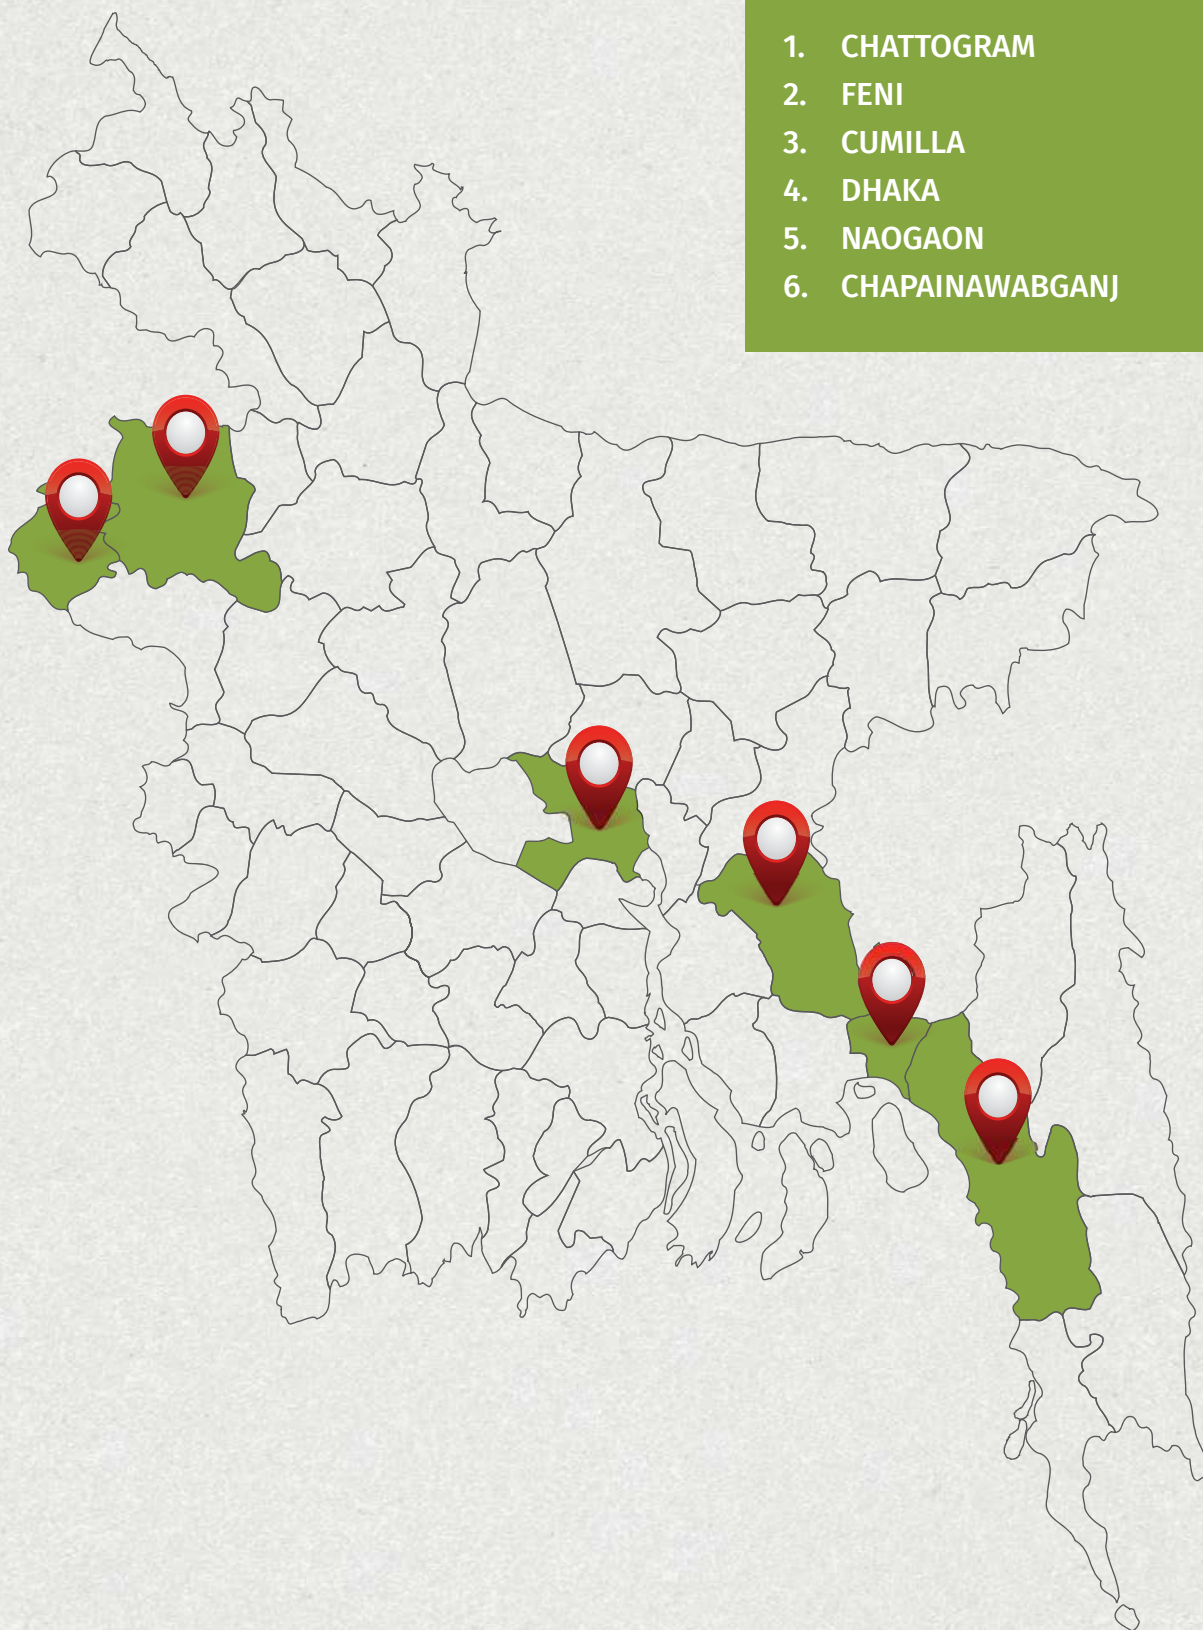 1. CHATTOGRAM
2. FENI
3. CUMILLA
4. DHAKA
5. NAOGAON
6. CHAPAINAWABGANJ